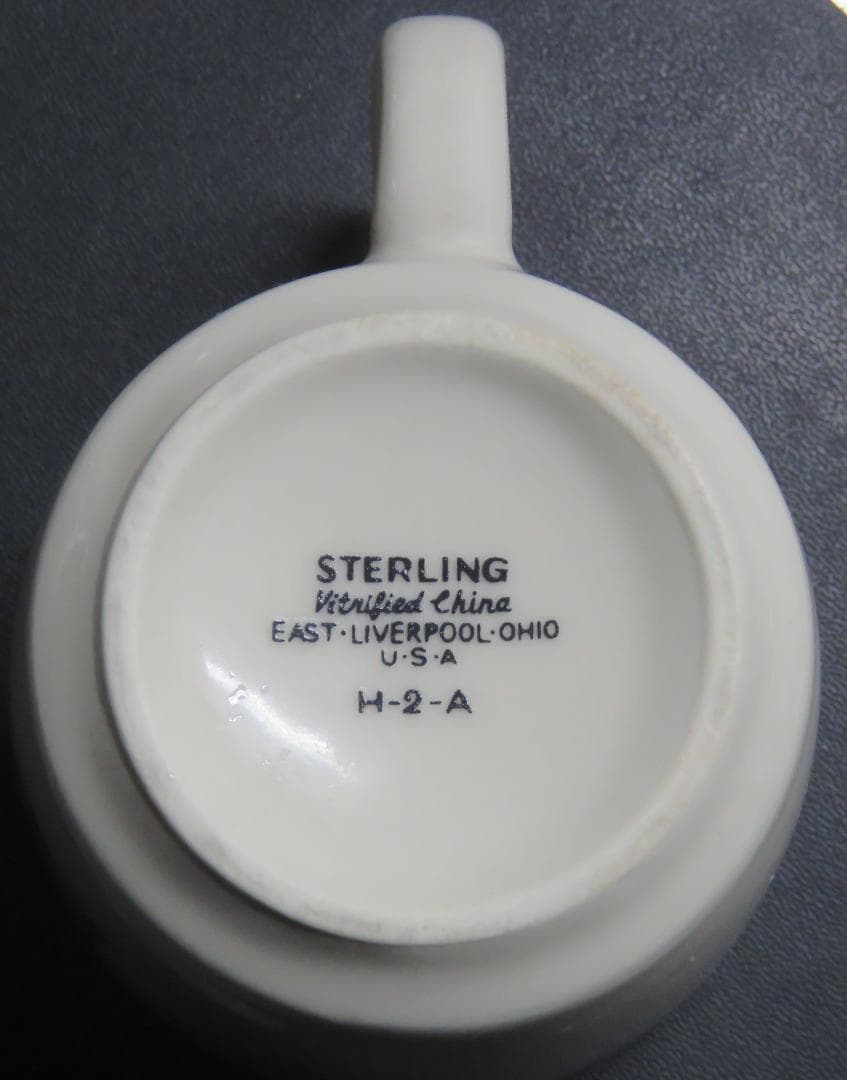 STERLING
Vitrified China
EAST·LIVERPOOL·OHIO
U·S·A
H-2-A